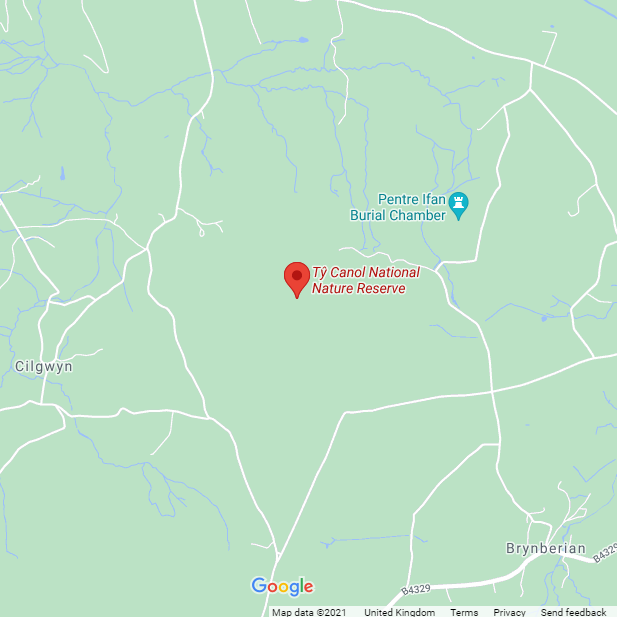 Pentre Ifan
Burial Chamber
Tŷ Canol National
Nature Reserve
Cilgwyn
Brynberian
B4329
B4329
Google
Map data ©2021 United Kingdom Terms Privacy Send feedback